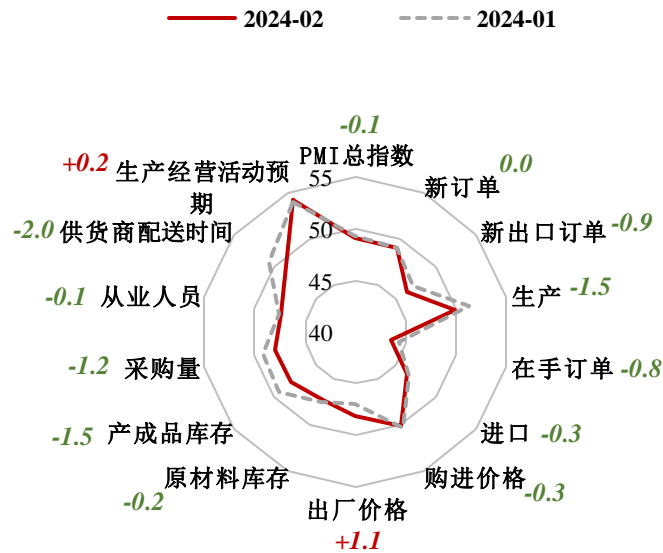 2024-02
2024-01
-0.1
PMI总指数
+0.2
生产经营活动预
期
0.0
新订单
-2.0
供货商配送时间
新出口订单
-0.9
-0.1
从业人员
生产
-1.5
-1.2
采购量
在手订单
-0.8
-1.5
产成品库存
进口
-0.3
-0.2
原材料库存
购进价格
-0.3
出厂价格
+1.1
55
50
45
40